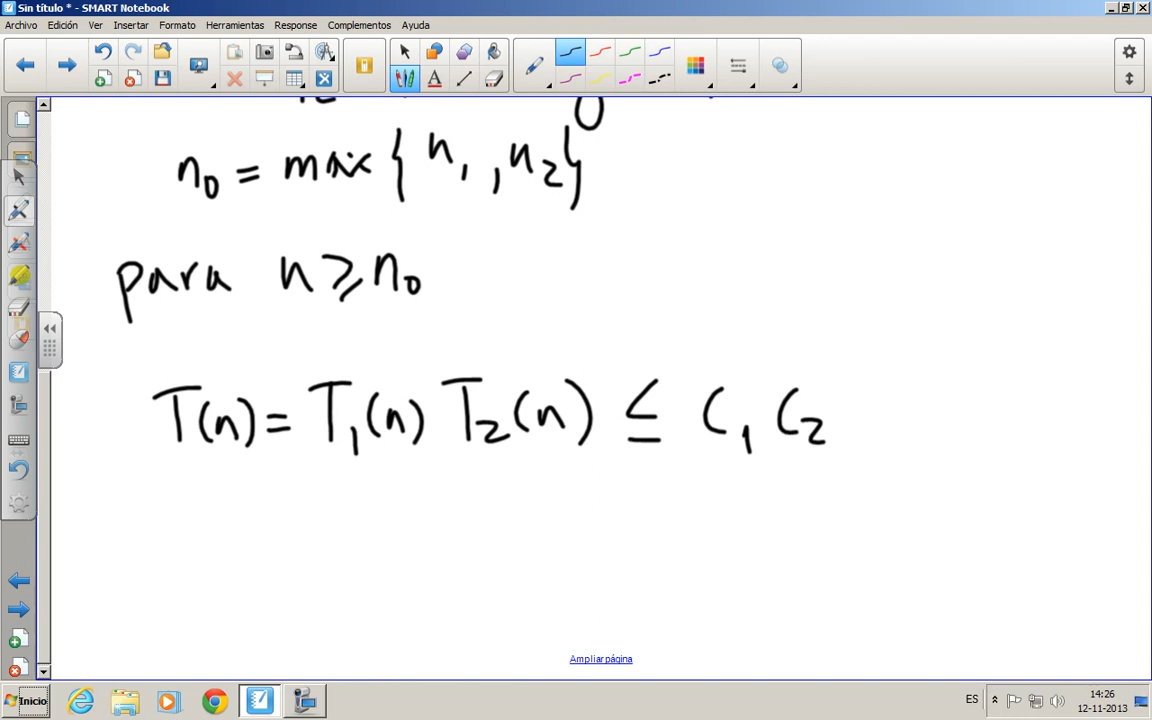 Sin título * - SMART Notebook
Archivo Edición Ver Insertar Formato Herramientas Response Complementos Ayuda
n₀ = max { n₁, n₂}
para n ≥ n₀
T(n) = T₁(n) T₂(n) ≤ C₁ C₂
Ampliar página
Inicio
ES
14:26
12-11-2013